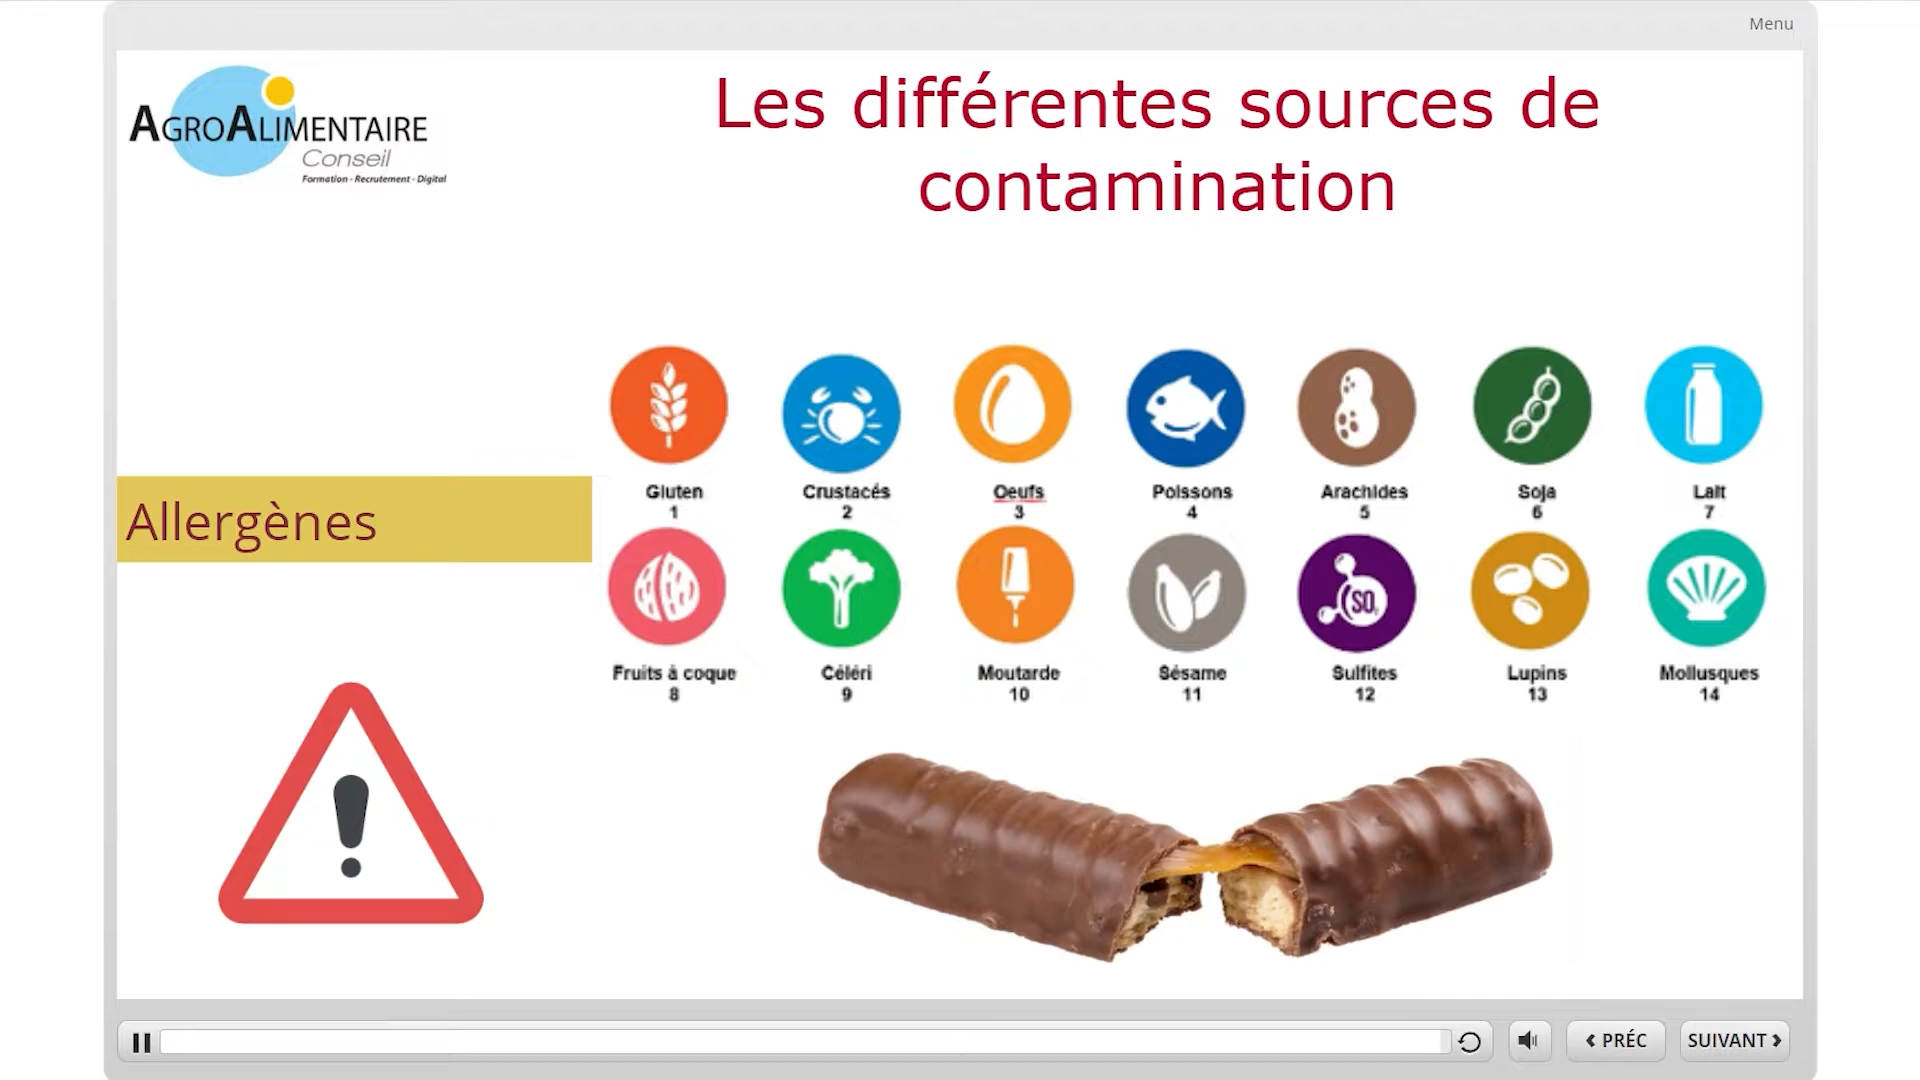 Menu
AGROALIMENTAIRE
Conseil
Formation - Recrutement - Digital
Les différentes sources de
contamination
Allergènes
Gluten Crustacés Oeufs Poissons Arachides Soja Lait
1 2 3 4 5 6 7
SO2
Fruits à coque Céléri Moutarde Sésame Sulfites Lupins Mollusques
8 9 10 11 12 13 14
PRÉC SUIVANT